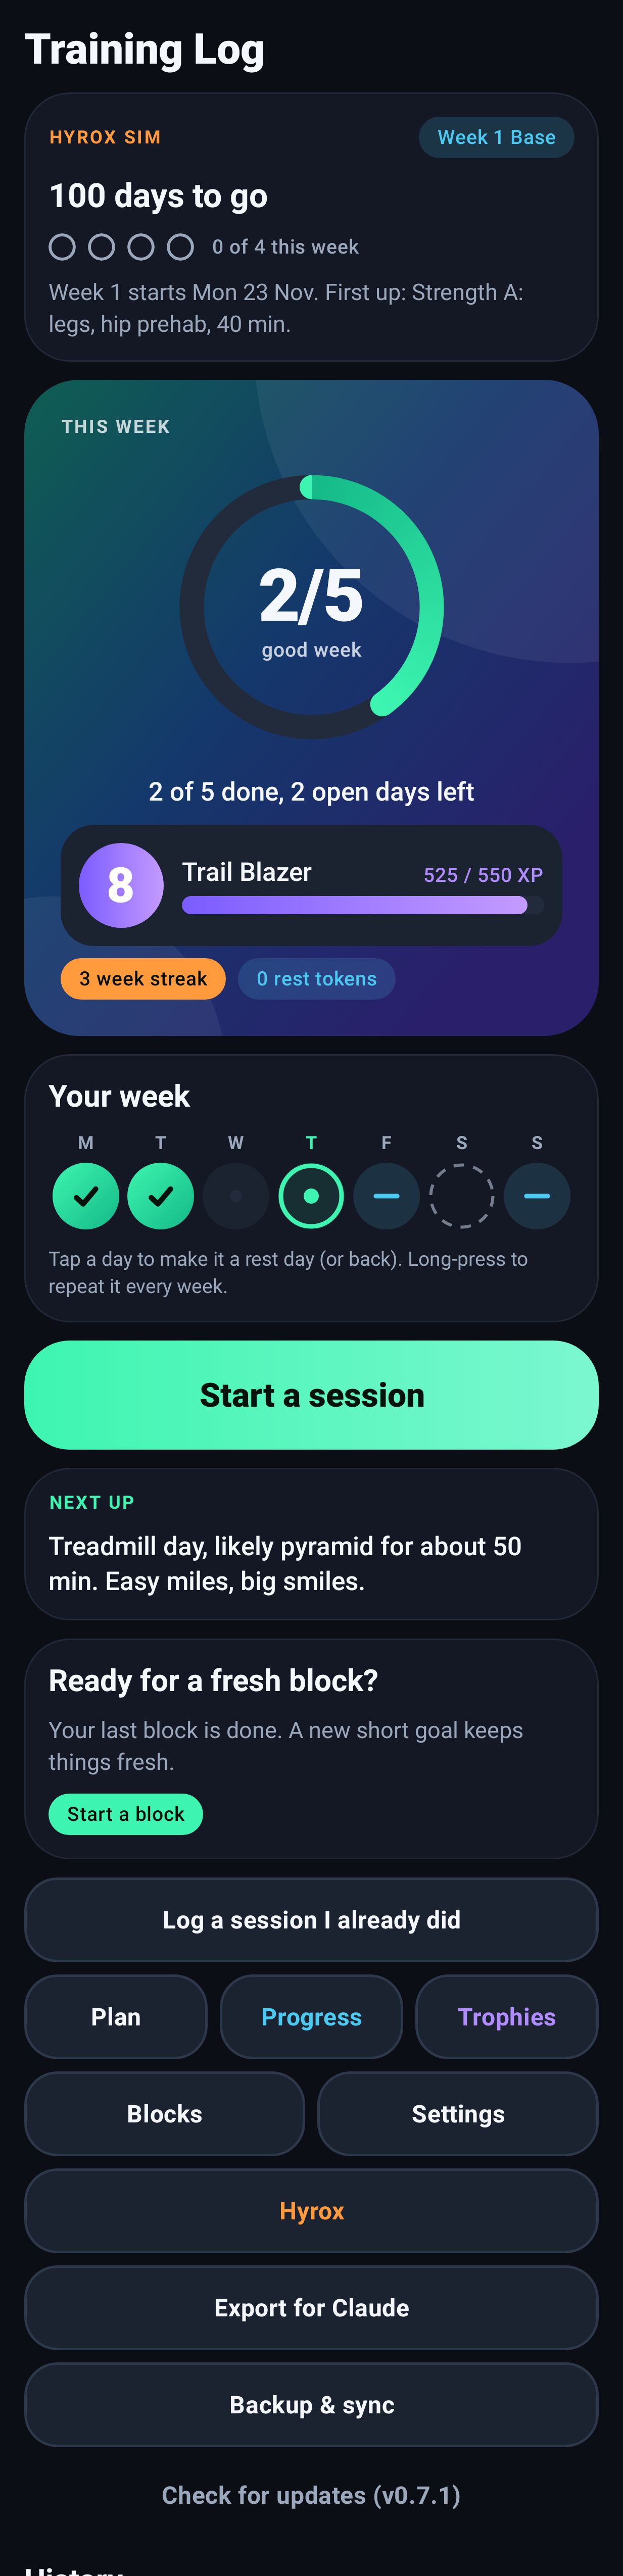 Training Log
HYROX SIM
Week 1 Base
100 days to go
0 of 4 this week
Week 1 starts Mon 23 Nov. First up: Strength A:
legs, hip prehab, 40 min.
THIS WEEK
2/5
good week
2 of 5 done, 2 open days left
8
Trail Blazer
525 / 550 XP
3 week streak
0 rest tokens
Your week
M T W T F S S
Tap a day to make it a rest day (or back). Long-press to
repeat it every week.
Start a session
NEXT UP
Treadmill day, likely pyramid for about 50
min. Easy miles, big smiles.
Ready for a fresh block?
Your last block is done. A new short goal keeps
things fresh.
Start a block
Log a session I already did
Plan
Progress
Trophies
Blocks
Settings
Hyrox
Export for Claude
Backup & sync
Check for updates (v0.7.1)
History